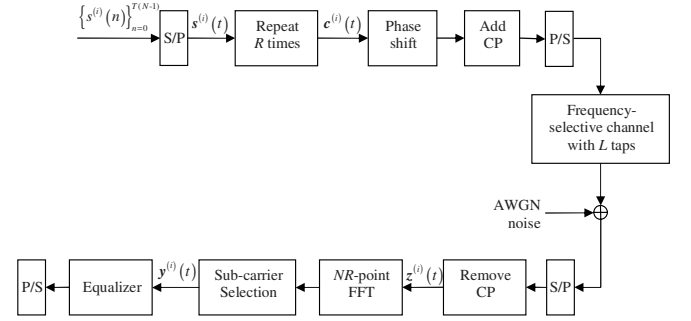 {s^(i)(n)}_{n=0}^{T(N-1)}
S/P
s^(i)(t)
Repeat
R times
c^(i)(t)
Phase
shift
Add
CP
P/S
Frequency-
selective channel
with L taps
AWGN
noise
P/S
Equalizer
y^(i)(t)
Sub-carrier
Selection
NR-point
FFT
z^(i)(t)
Remove
CP
S/P